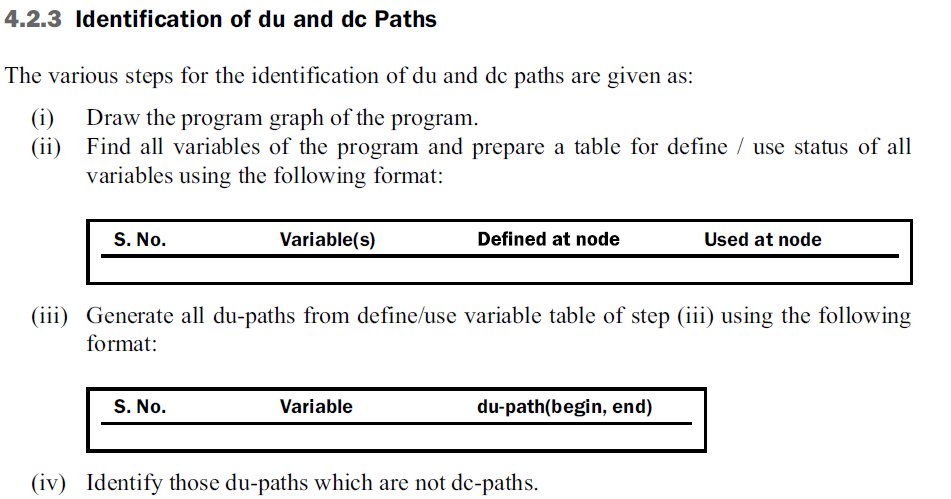 4.2.3 Identification of du and dc Paths
The various steps for the identification of du and dc paths are given as:
(i) Draw the program graph of the program.
(ii) Find all variables of the program and prepare a table for define / use status of all
variables using the following format:
S. No. Variable(s) Defined at node Used at node
(iii) Generate all du-paths from define/use variable table of step (iii) using the following
format:
S. No. Variable du-path(begin, end)
(iv) Identify those du-paths which are not dc-paths.